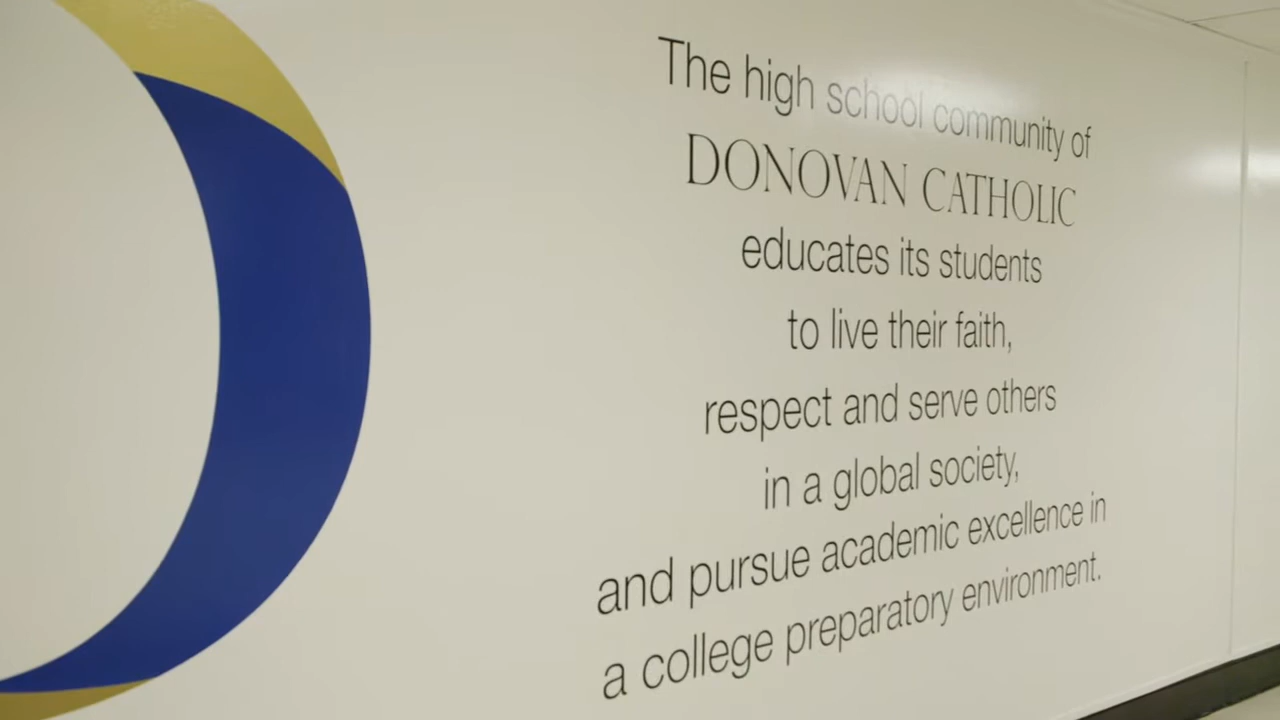 The high school community of
DONOVAN CATHOLIC
educates its students
to live their faith,
respect and serve others
in a global society,
and pursue academic excellence in
a college preparatory environment.